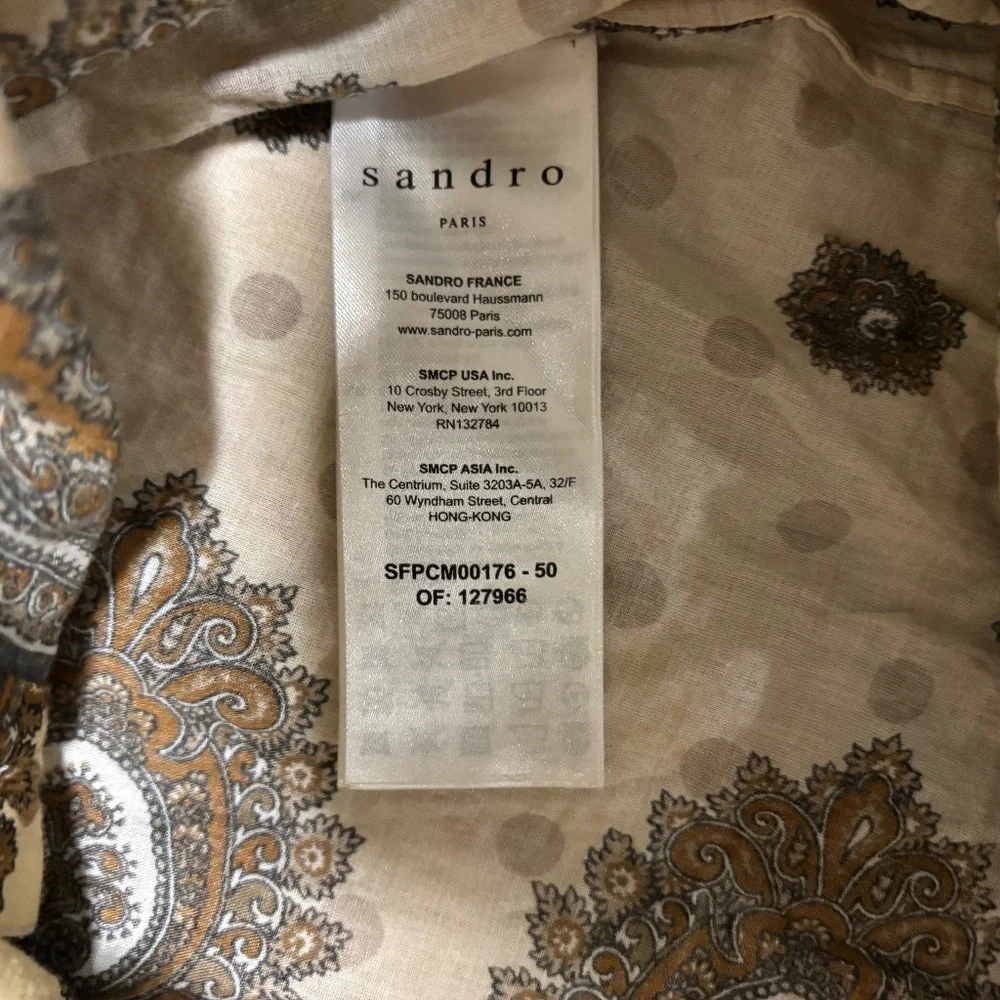 sandro
PARIS
SANDRO FRANCE
150 boulevard Haussmann
75008 Paris
www.sandro-paris.com
SMCP USA Inc.
10 Crosby Street, 3rd Floor
New York, New York 10013
RN132784
SMCP ASIA Inc.
The Centrium, Suite 3203A-5A, 32/F
60 Wyndham Street, Central
HONG-KONG
SFPCM00176 - 50
OF: 127966